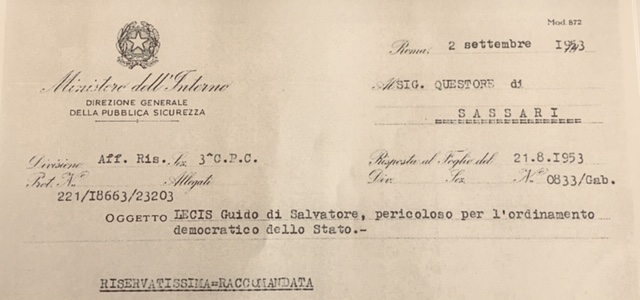 Mod. 872
Roma, 2 settembre 1953
Ministero dell'Interno
DIREZIONE GENERALE
DELLA PUBBLICA SICUREZZA
Al SIG. QUESTORE di
SASSARI
Divisione Aff. Ris. Sez. 3^C.P.C.
Prot. N.º Allegati
221/I8663/23203
Risposta al Foglio del 21.8.1953
Div. Sez. N.º 0833/Gab.
OGGETTO LECIS Guido di Salvatore, pericoloso per l'ordinamento
democratico dello Stato.-
RISERVATISSIMA=RACCOMANDATA